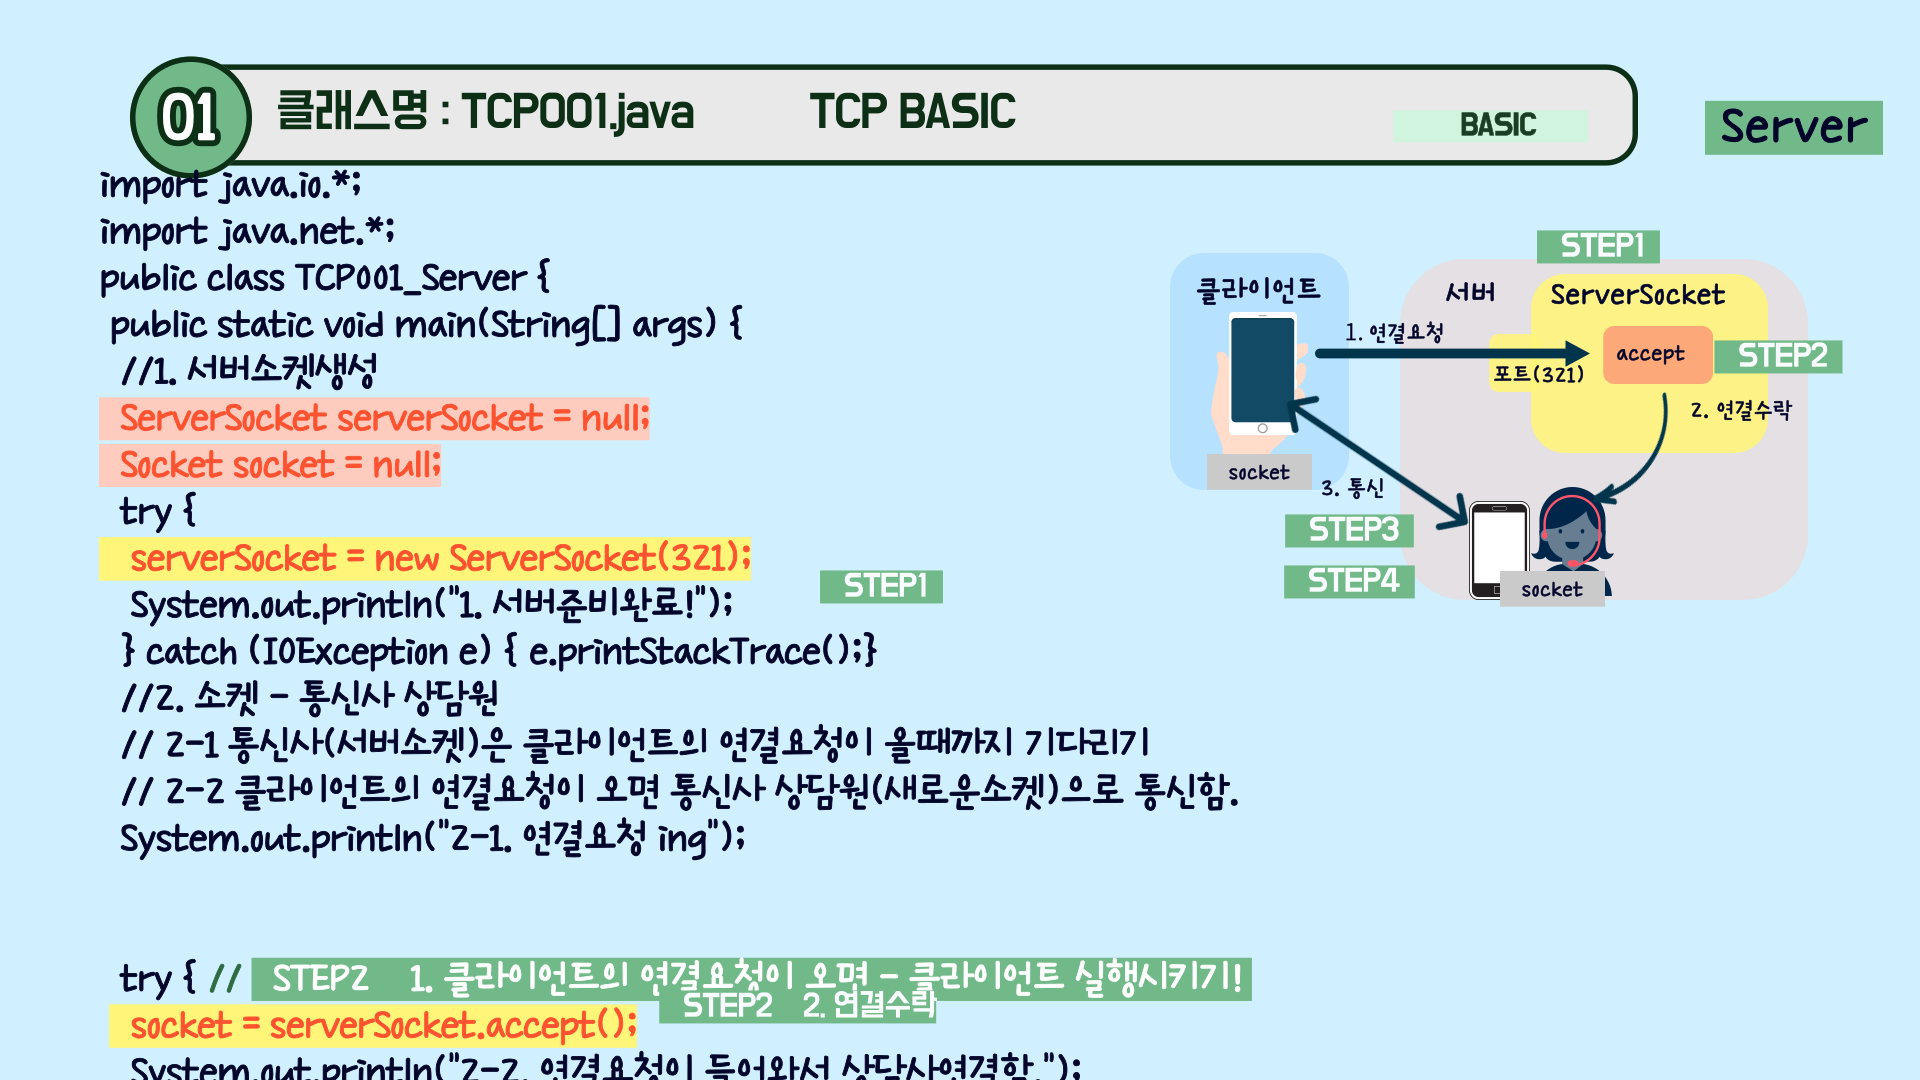 01 클래스명 : TCP001.java TCP BASIC BASIC
Server
import java.io.*;
import java.net.*;
public class TCP001_Server {
public static void main(String[] args) {
//1. 서버소켓생성
ServerSocket serverSocket = null;
Socket socket = null;
try {
serverSocket = new ServerSocket(321);
System.out.println("1. 서버준비완료!");
STEP1
} catch (IOException e) { e.printStackTrace();}
//2. 소켓 - 통신사 상담원
// 2-1 통신사(서버소켓)은 클라이언트의 연결요청이 올때까지 기다리기
// 2-2 클라이언트의 연결요청이 오면 통신사 상담원(새로운소켓)으로 통신함.
System.out.println("2-1. 연결요청 ing");
try { // STEP2 1. 클라이언트의 연결요청이 오면 - 클라이언트 실행시키기!
STEP2 2. 연결수락
socket = serverSocket.accept();
System.out.println("2-2. 연결요청이 들어와서 상담사연결함.");
STEP1
클라이언트
서버
ServerSocket
1. 연결요청
accept
STEP2
포트(321)
2. 연결수락
socket
3. 통신
STEP3
STEP4
socket